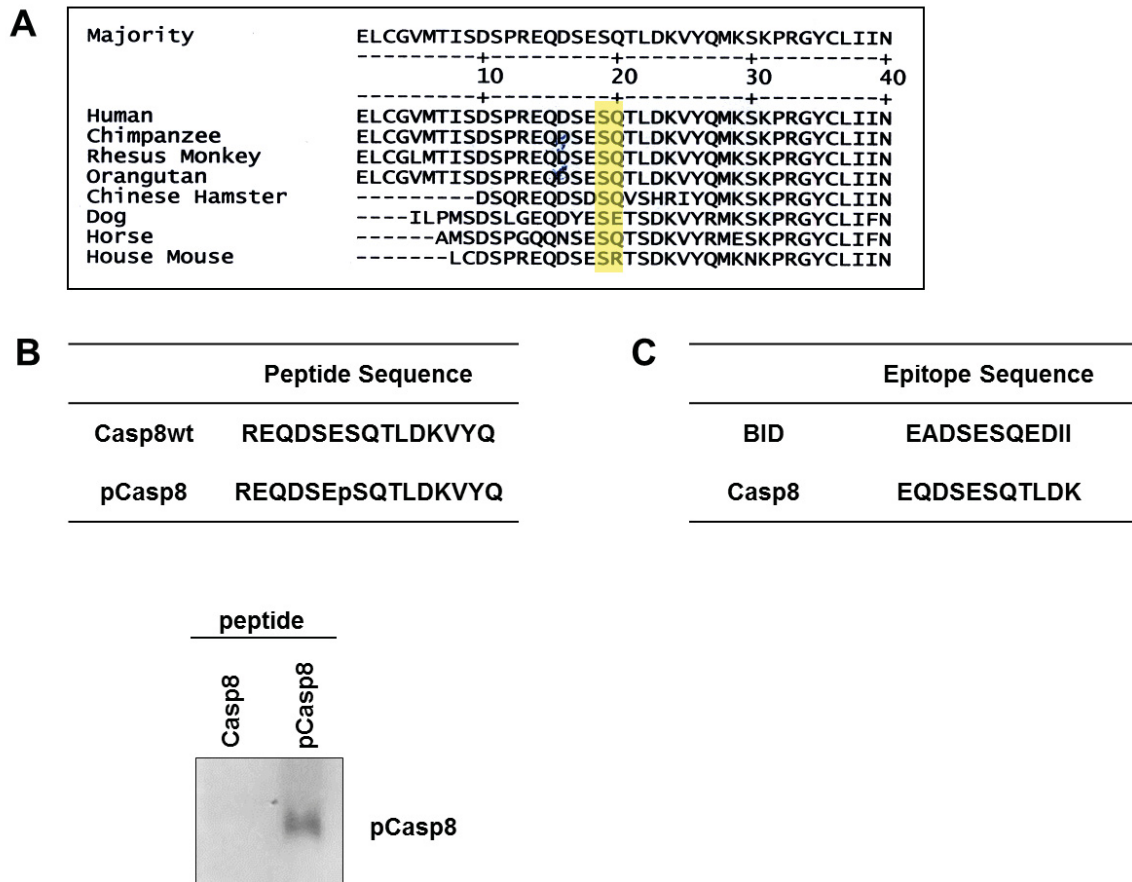 A
Majority ELCGVMTISDSPREQDSESQTLDKVYQMKSKPRGYCLIIN
---------+---------+---------+---------+
10 20 30 40
---------+---------+---------+---------+
Human ELCGVMTISDSPREQDSESQTLDKVYQMKSKPRGYCLIIN
Chimpanzee ELCGVMTISDSPREQDSESQTLDKVYQMKSKPRGYCLIIN
Rhesus Monkey ELCGLMTISDSPREQDSESQTLDKVYQMKSKPRGYCLIIN
Orangutan ELCGVMTISDSPREQDSESQTLDKVYQMKSKPRGYCLIIN
Chinese Hamster ---------DSQREQDSDSQVSHRIYQMKSKPRGYCLIIN
Dog ----ILPMSDSLGEQDYESETSDKVYRMKSKPRGYCLIFN
Horse ------AMSDSPGQQNSESQTSDKVYRMESKPRGYCLIFN
House Mouse -------LCDSPREQDSESRTSDKVYQMKNKPRGYCLIIN
B
Peptide Sequence
Casp8wt REQDSESQTLDKVYQ
pCasp8 REQDSEpSQTLDKVYQ
C
Epitope Sequence
BID EADSESQEDII
Casp8 EQDSESQTLDK
peptide
Casp8
pCasp8
pCasp8